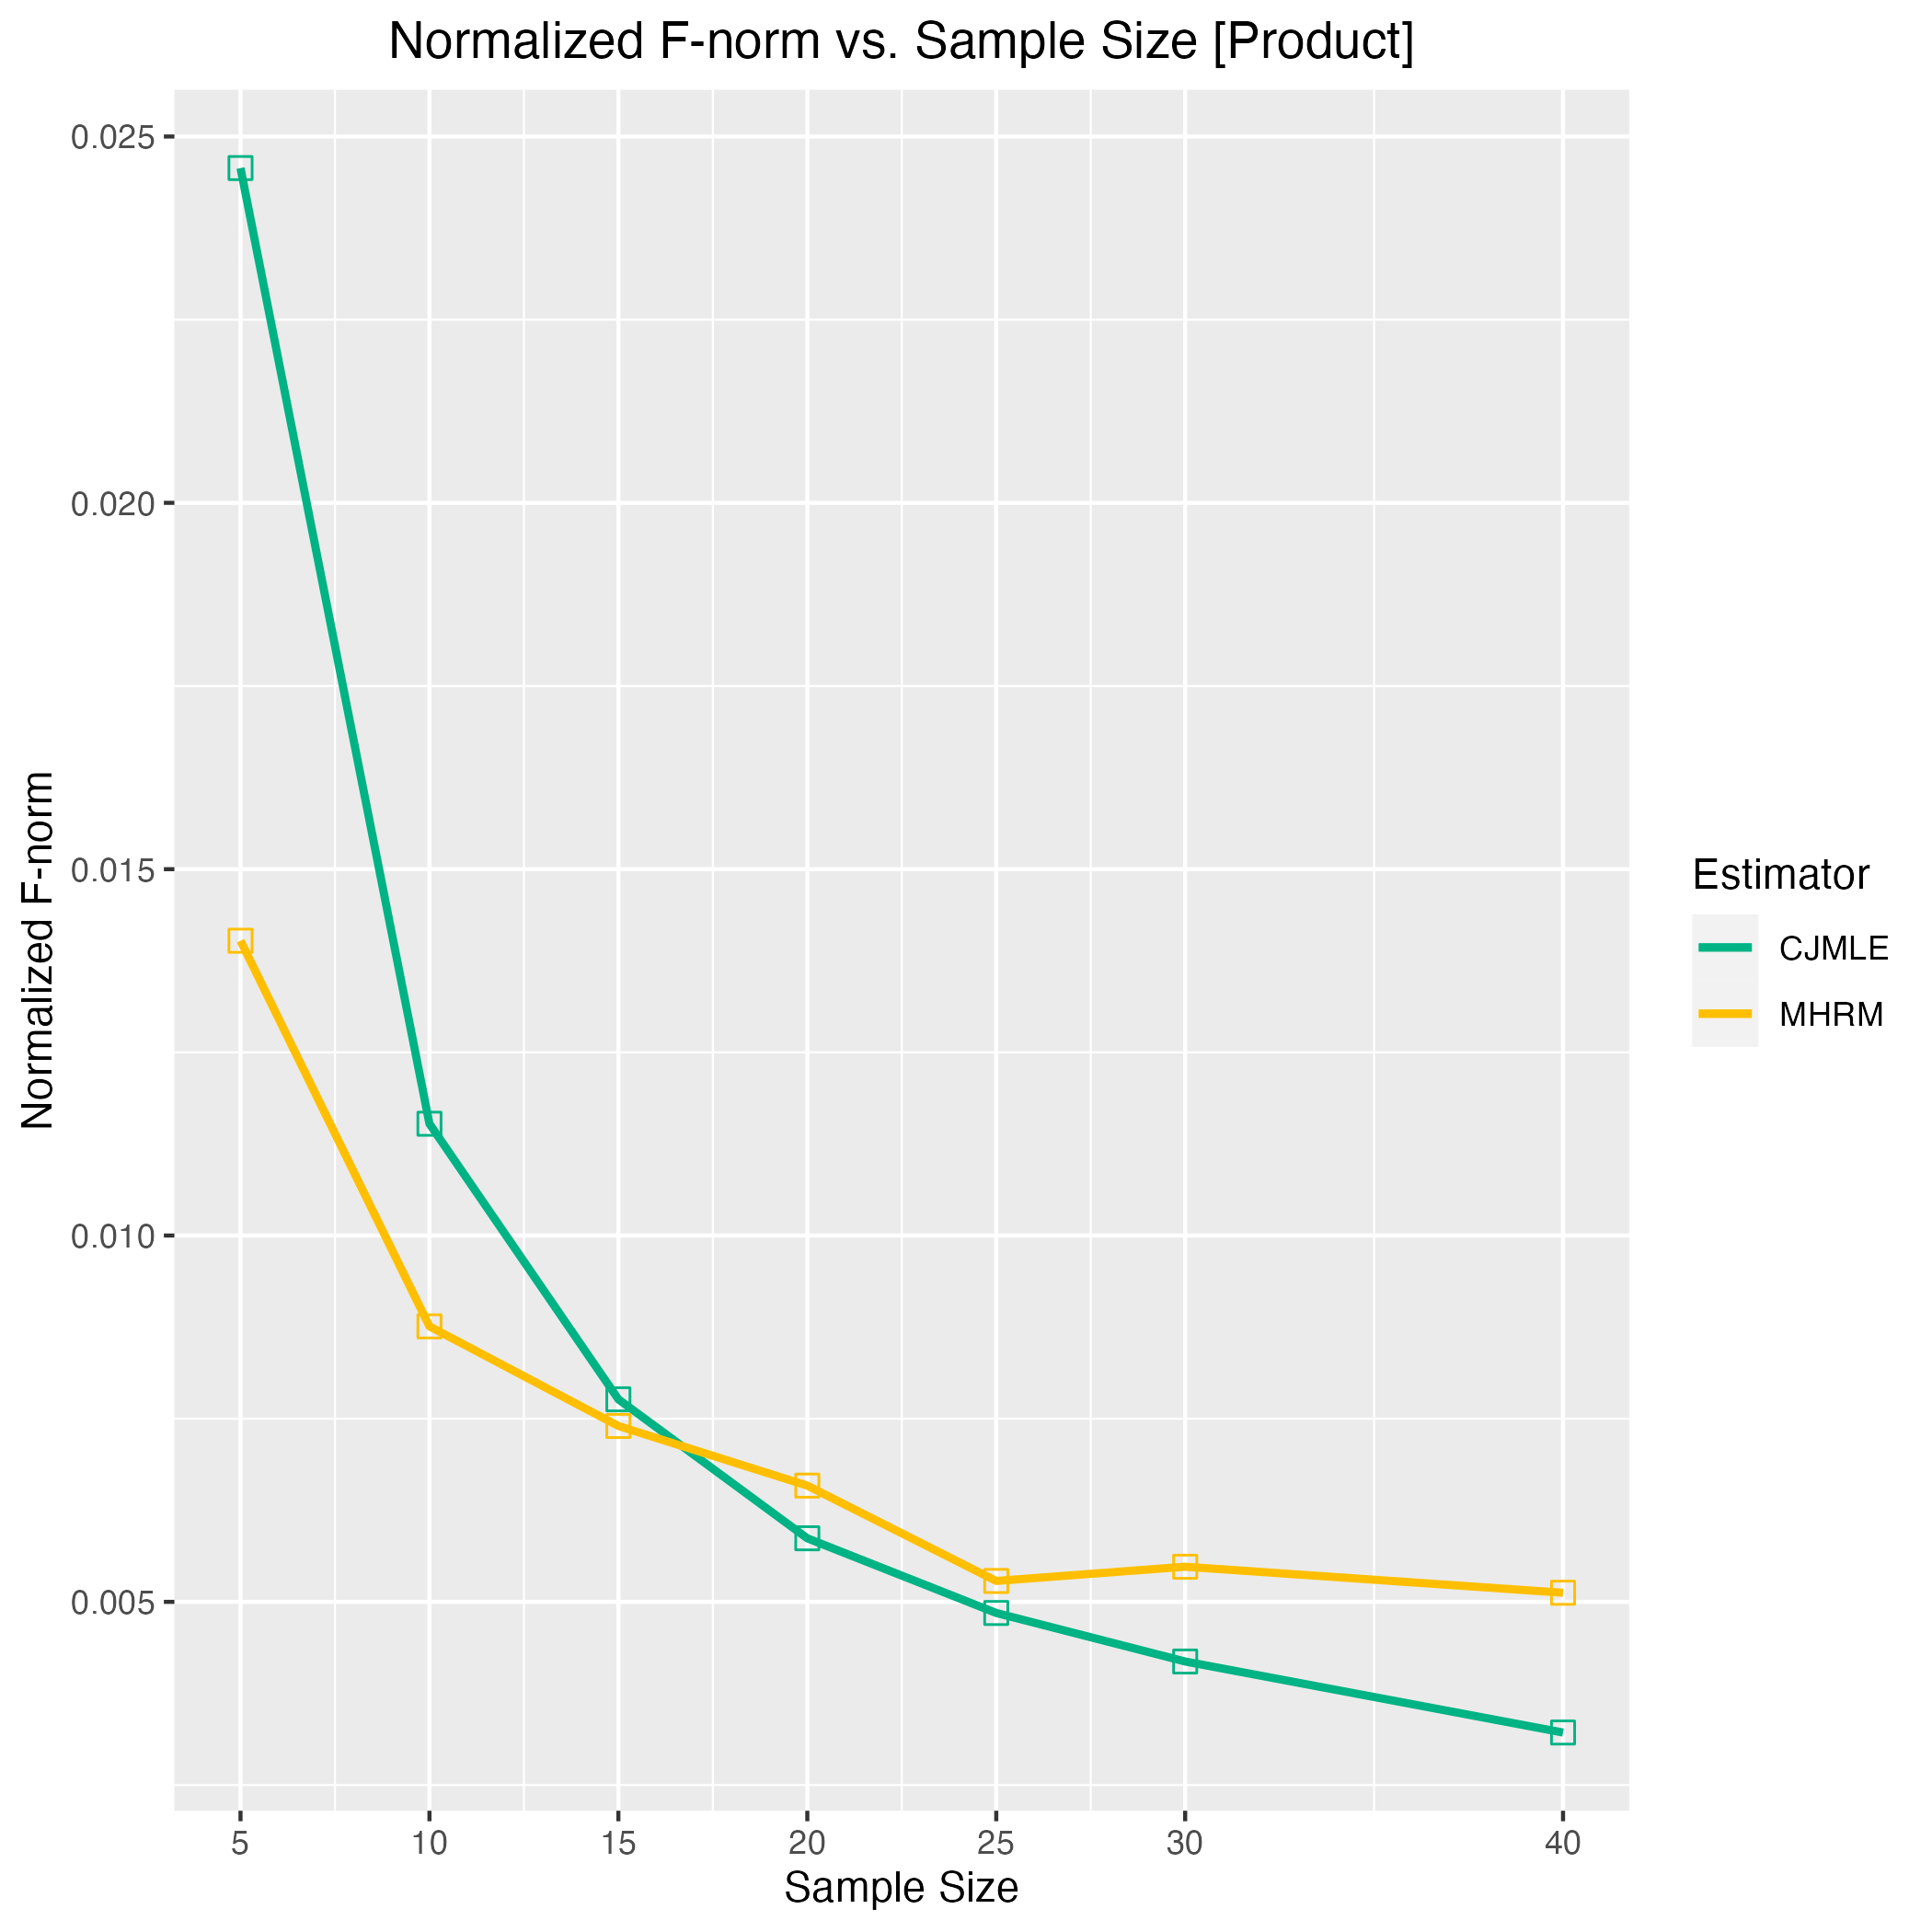 Normalized F-norm vs. Sample Size [Product]
Normalized F-norm
0.025
0.020
0.015
0.010
0.005
5 10 15 20 25 30 40
Sample Size
Estimator
CJMLE
MHRM